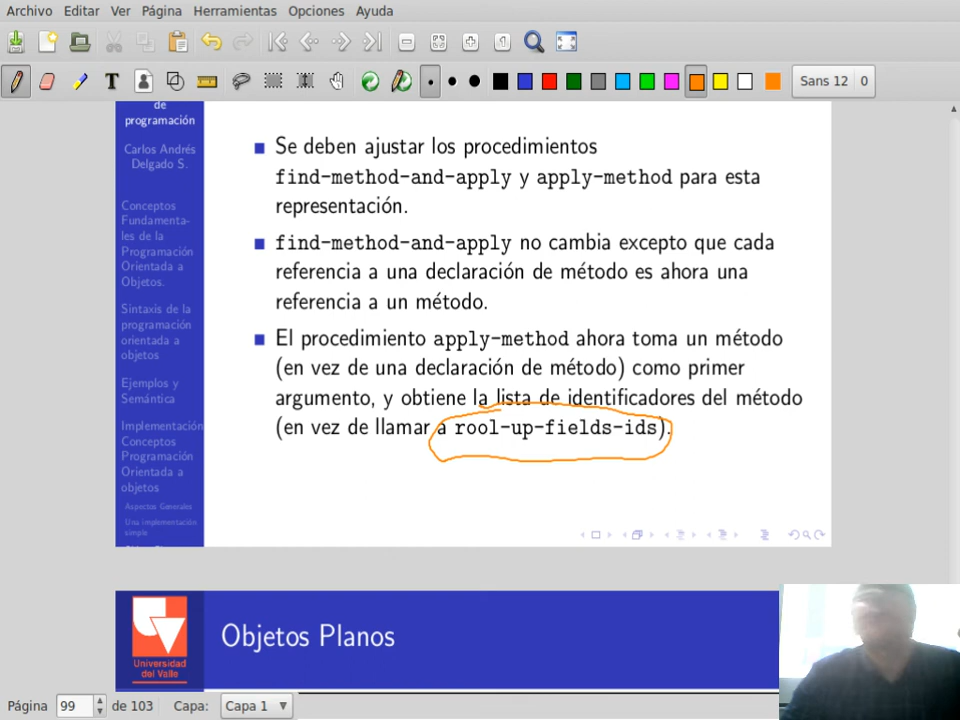 Archivo Editar Ver Página Herramientas Opciones Ayuda
T Sans 12 0
de
programación
Carlos Andrés
Delgado S.
Conceptos
Fundamenta-
les de la
Programación
Orientada a
Objetos.
Sintaxis de la
programación
orientada a
objetos
Ejemplos y
Semántica
Implementación
Conceptos
Programación
Orientada a
objetos
Aspectos Generales
Una implementación
simple
Se deben ajustar los procedimientos
find-method-and-apply y apply-method para esta
representación.
find-method-and-apply no cambia excepto que cada
referencia a una declaración de método es ahora una
referencia a un método.
El procedimiento apply-method ahora toma un método
(en vez de una declaración de método) como primer
argumento, y obtiene la lista de identificadores del método
(en vez de llamar a rool-up-fields-ids).
Universidad
del Valle
Objetos Planos
Página 99 de 103 Capa: Capa 1